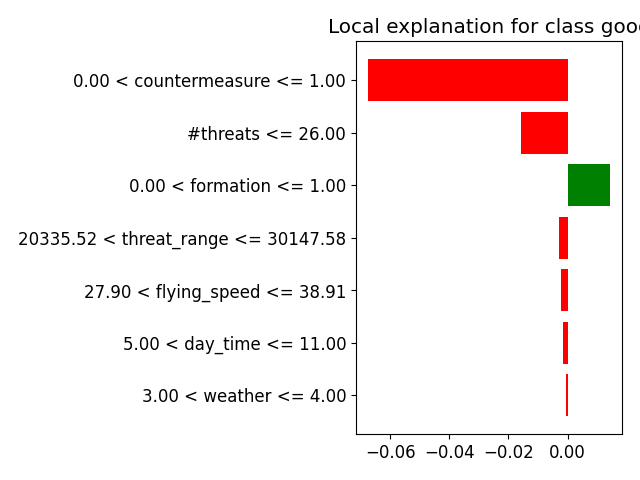 Local explanation for class goo
0.00 < countermeasure <= 1.00
#threats <= 26.00
0.00 < formation <= 1.00
20335.52 < threat_range <= 30147.58
27.90 < flying_speed <= 38.91
5.00 < day_time <= 11.00
3.00 < weather <= 4.00
−0.06 −0.04 −0.02 0.00